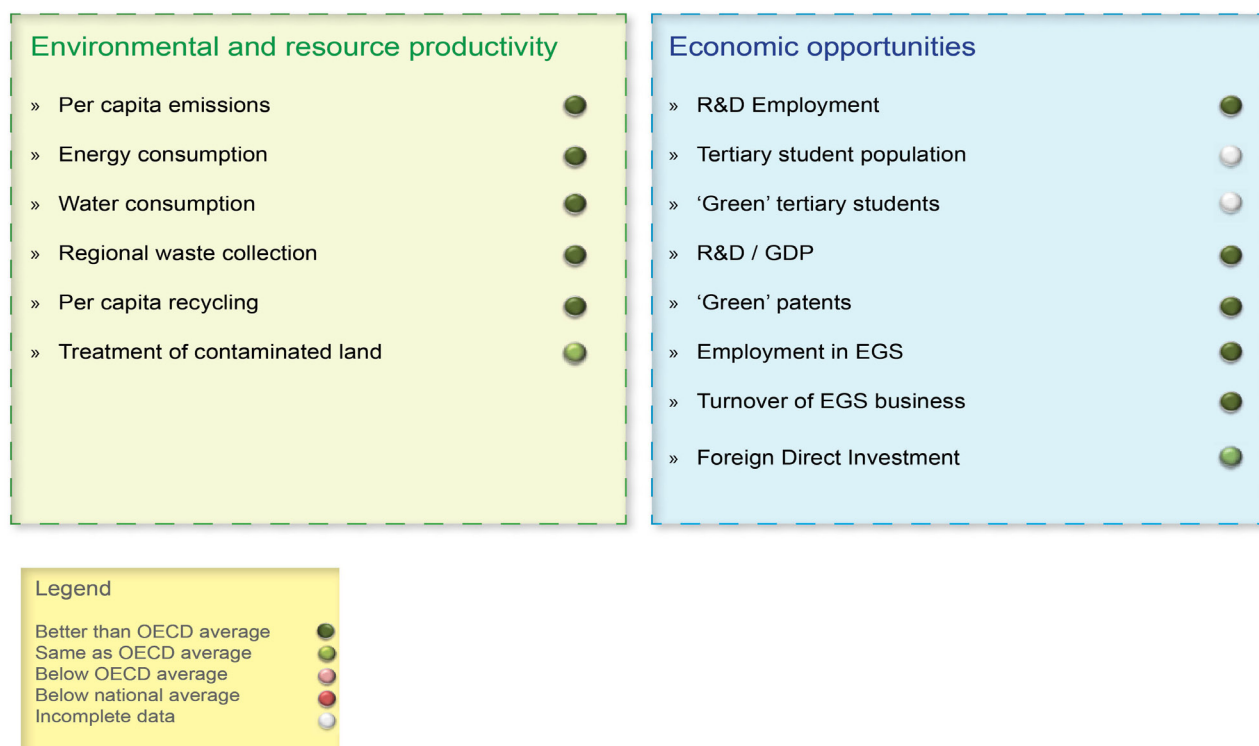 Environmental and resource productivity
» Per capita emissions
» Energy consumption
» Water consumption
» Regional waste collection
» Per capita recycling
» Treatment of contaminated land
Economic opportunities
» R&D Employment
» Tertiary student population
» ‘Green’ tertiary students
» R&D / GDP
» ‘Green’ patents
» Employment in EGS
» Turnover of EGS business
» Foreign Direct Investment
Legend
Better than OECD average
Same as OECD average
Below OECD average
Below national average
Incomplete data